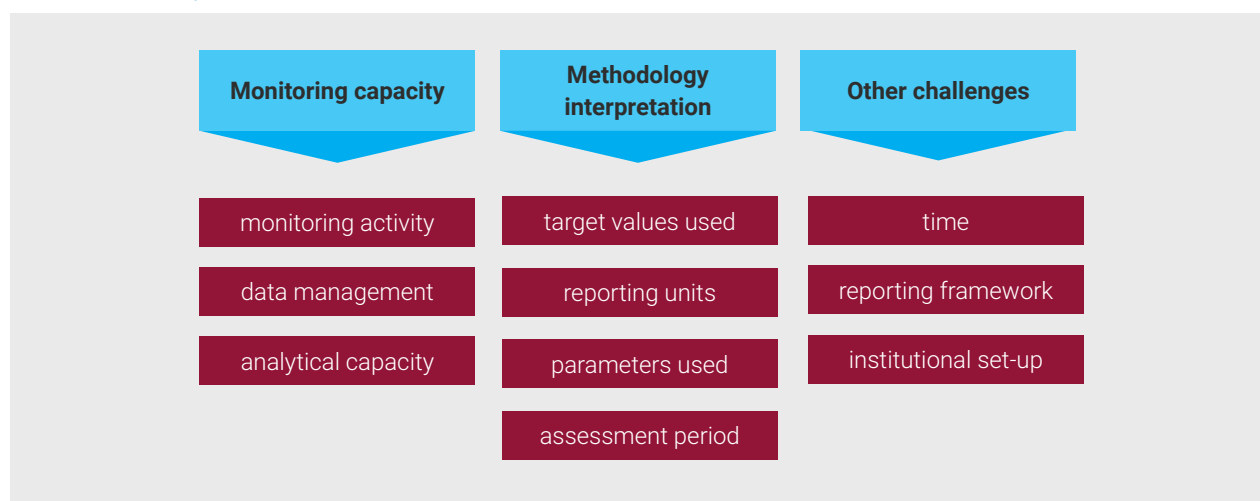 Monitoring capacity
monitoring activity
data management
analytical capacity
Methodology
interpretation
target values used
reporting units
parameters used
assessment period
Other challenges
time
reporting framework
institutional set-up